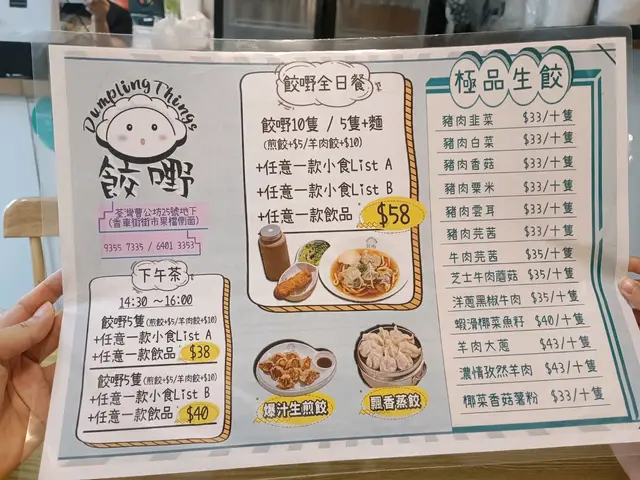 Dumpling Things
餃嘢
荃灣曹公坊25號地下
(香車街街市果檔側面)
9355 7335 / 6401 3353
下午茶
14:30 ~16:00
餃嘢5隻(煎餃+$5/羊肉餃+$10)
+任意一款小食List A
+任意一款飲品 $38
餃嘢5隻(煎餃+$5/羊肉餃+$10)
+任意一款小食List B
+任意一款飲品 $40
餃嘢全日餐
餃嘢10隻 / 5隻+麵
(煎餃+$5/羊肉餃+$10)
+任意一款小食List A
+任意一款小食List B
+任意一款飲品 $58
爆汁生煎餃
飄香蒸餃
極品生餃
豬肉韭菜 $33/十隻
豬肉白菜 $33/十隻
豬肉香菇 $33/十隻
豬肉粟米 $33/十隻
豬肉雲耳 $33/十隻
豬肉芫茜 $33/十隻
牛肉芫茜 $35/十隻
芝士牛肉蘑菇 $35/十隻
洋蔥黑椒牛肉 $35/十隻
蝦滑椰菜魚籽 $40/十隻
羊肉大蔥 $43/十隻
濃情孜然羊肉 $43/十隻
椰菜香菇薯粉 $33/十隻